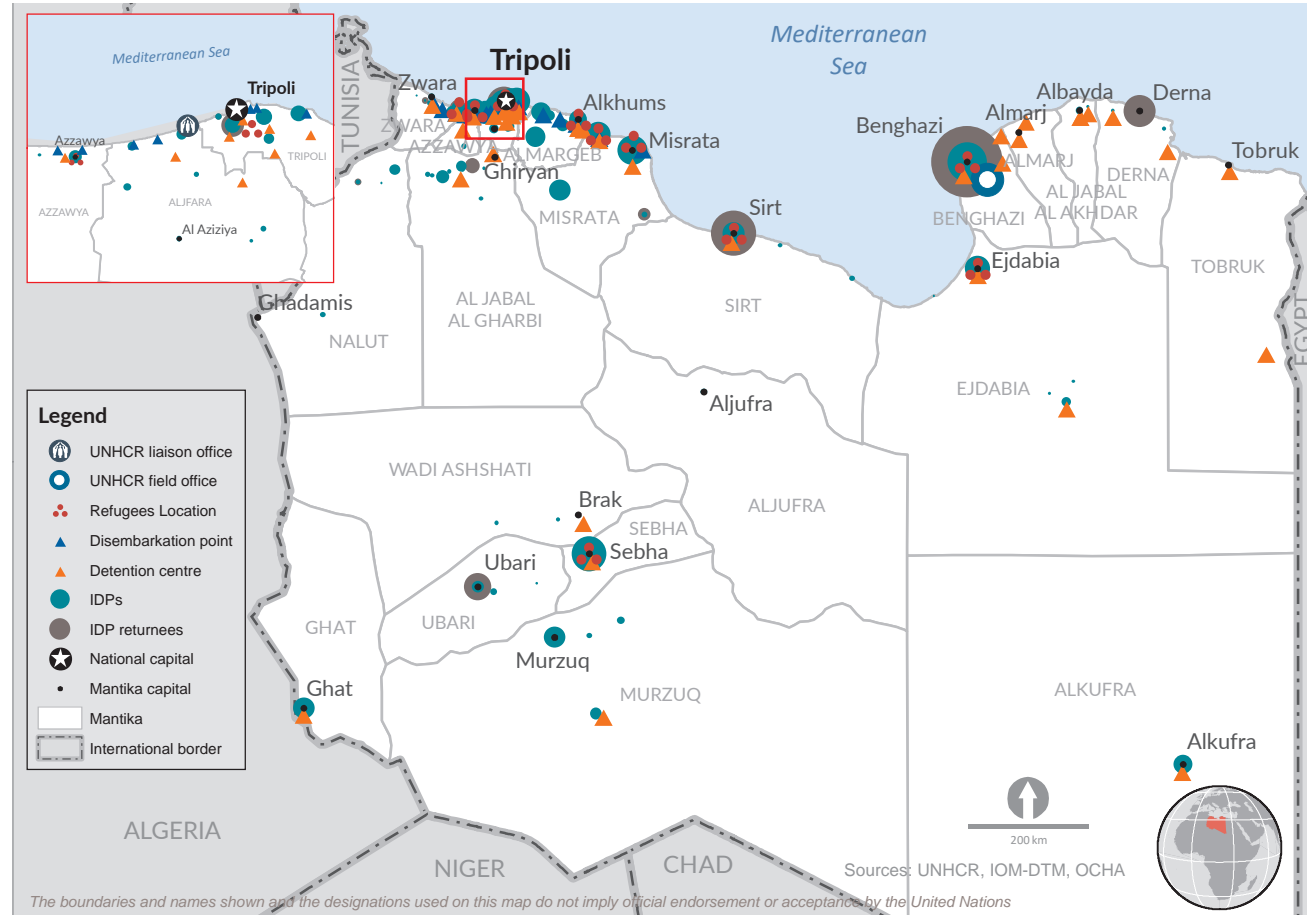 Mediterranean Sea
Tripoli
Azzawya
TRIPOLI
AZZAWYA
ALJFARA
Al Aziziya
TUNISIA
Mediterranean
Sea
Tripoli
Zwara
ZWARA
AZZAWYA
Alkhums
ALMARGEB
Misrata
Ghiryan
MISRATA
Sirt
Benghazi
Almarj
Albayda
Derna
Tobruk
ALMARJ
DERNA
AL JABAL
AL AKHDAR
BENGHAZI
Ejdabia
TOBRUK
EGYPT
Ghadamis
NALUT
AL JABAL
AL GHARBI
SIRT
Aljufra
EJDABIA
WADI ASHSHATI
Brak
SEBHA
Sebha
ALJUFRA
Ubari
UBARI
GHAT
Murzuq
Ghat
MURZUQ
ALKUFRA
Alkufra
Legend
UNHCR liaison office
UNHCR field office
Refugees Location
Disembarkation point
Detention centre
IDPs
IDP returnees
National capital
Mantika capital
Mantika
International border
ALGERIA
NIGER
CHAD
200 km
Sources: UNHCR, IOM-DTM, OCHA
The boundaries and names shown and the designations used on this map do not imply official endorsement or acceptance by the United Nations